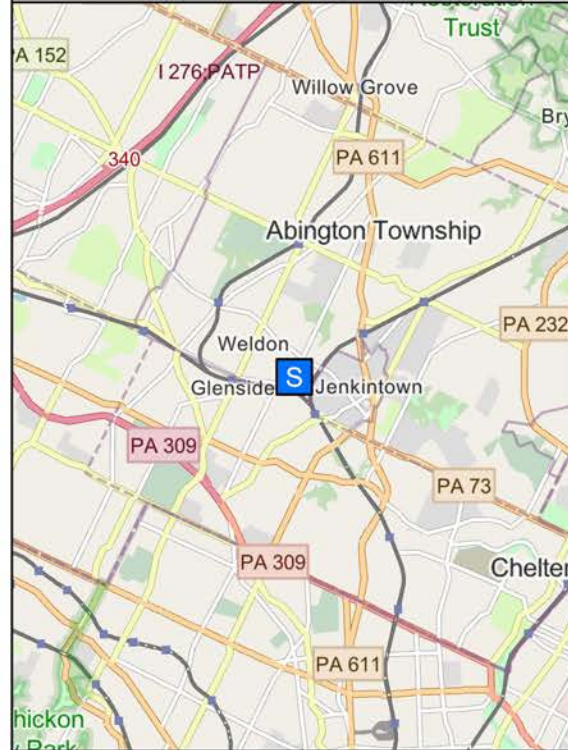 Trust
PA 152
I 276;PATP
Willow Grove
Bry
340
PA 611
Abington Township
PA 232
Weldon
S
Glenside
Jenkintown
PA 309
PA 73
PA 309
Chelter
PA 611
hickon
Park